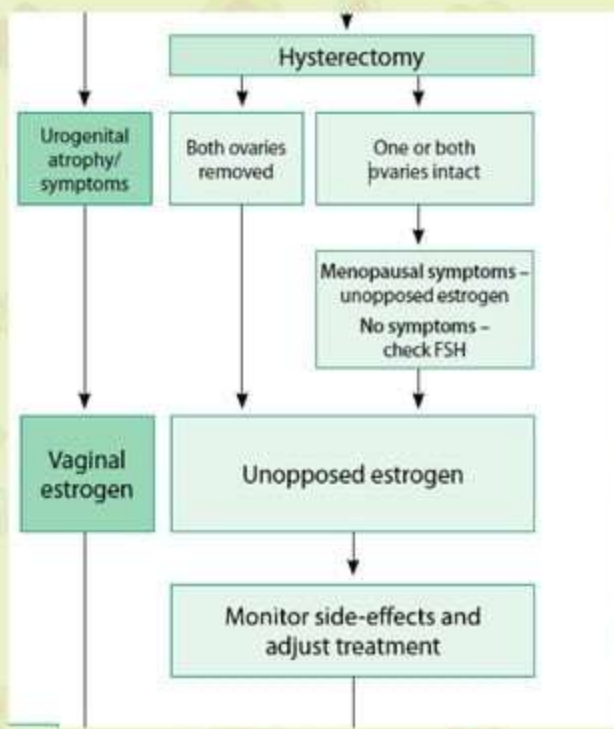 Hysterectomy
Urogenital
atrophy/
symptoms
Both ovaries
removed
One or both
ovaries intact
Menopausal symptoms –
unopposed estrogen
No symptoms –
check FSH
Vaginal
estrogen
Unopposed estrogen
Monitor side-effects and
adjust treatment